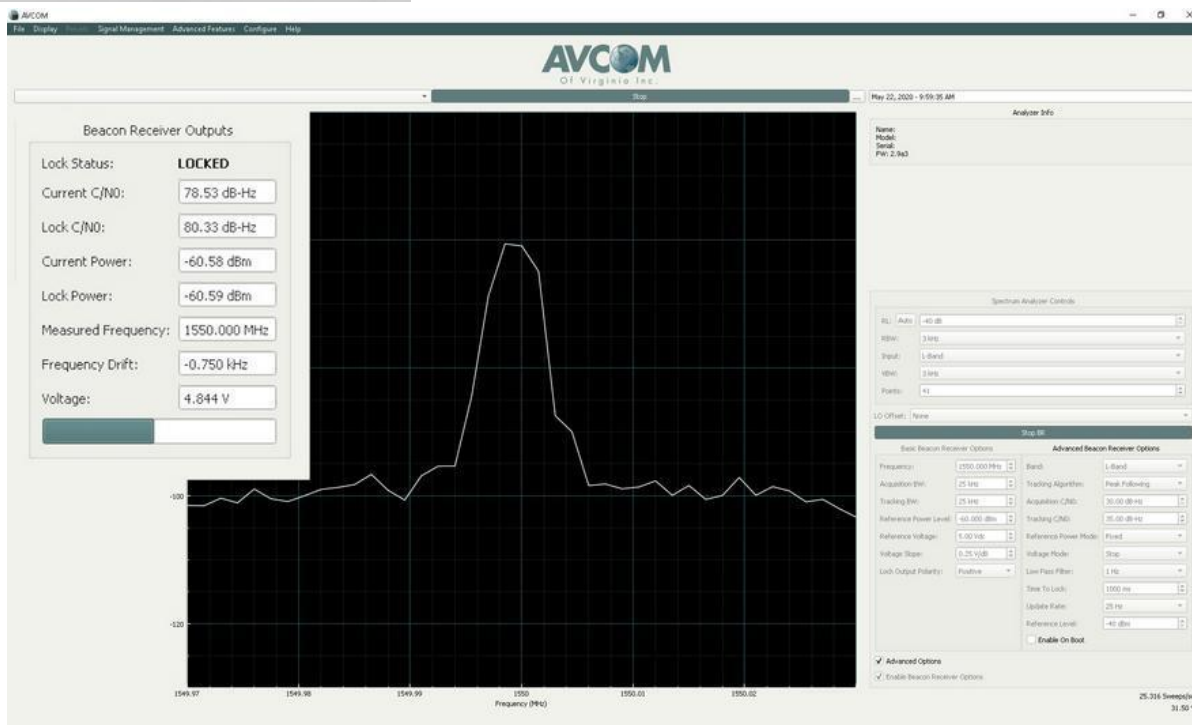 AVCOM
File Display Presets Signal Management Advanced Features Configure Help
AVCOM
Of Virginia Inc.
Stop
...
May 22, 2020 - 9:59:35 AM
Analyzer Info
Name:
Model:
Serial:
FW: 2.9a3
Beacon Receiver Outputs
Lock Status: LOCKED
Current C/N0: 78.53 dB-Hz
Lock C/N0: 80.33 dB-Hz
Current Power: -60.58 dBm
Lock Power: -60.59 dBm
Measured Frequency: 1550.000 MHz
Frequency Drift: -0.750 kHz
Voltage: 4.844 V
-100
-120
1549.97 1549.98 1549.99 1550 1550.01 1550.02
Frequency (MHz)
Spectrum Analyzer Controls
RL: Auto -40 dB
RBW: 3 kHz
Input: L-Band
VBW: 3 kHz
Points: 41
LO Offset: None
Stop BR
Basic Beacon Receiver Options
Frequency: 1550.000 MHz
Acquisition BW: 25 kHz
Tracking BW: 25 kHz
Reference Power Level: -60.000 dBm
Reference Voltage: 5.00 Vdc
Voltage Slope: 0.25 V/dB
Lock Output Polarity: Positive
Advanced Beacon Receiver Options
Band: L-Band
Tracking Algorithm: Peak Following
Acquisition C/N0: 30.00 dB-Hz
Tracking C/N0: 35.00 dB-Hz
Reference Power Mode: Fixed
Voltage Mode: Stop
Low Pass Filter: 1 Hz
Time To Lock: 1000 ms
Update Rate: 25 Hz
Reference Level: -40 dBm
Enable On Boot
Advanced Options
Enable Beacon Receiver Options
25.316 Sweeps/s
31.50